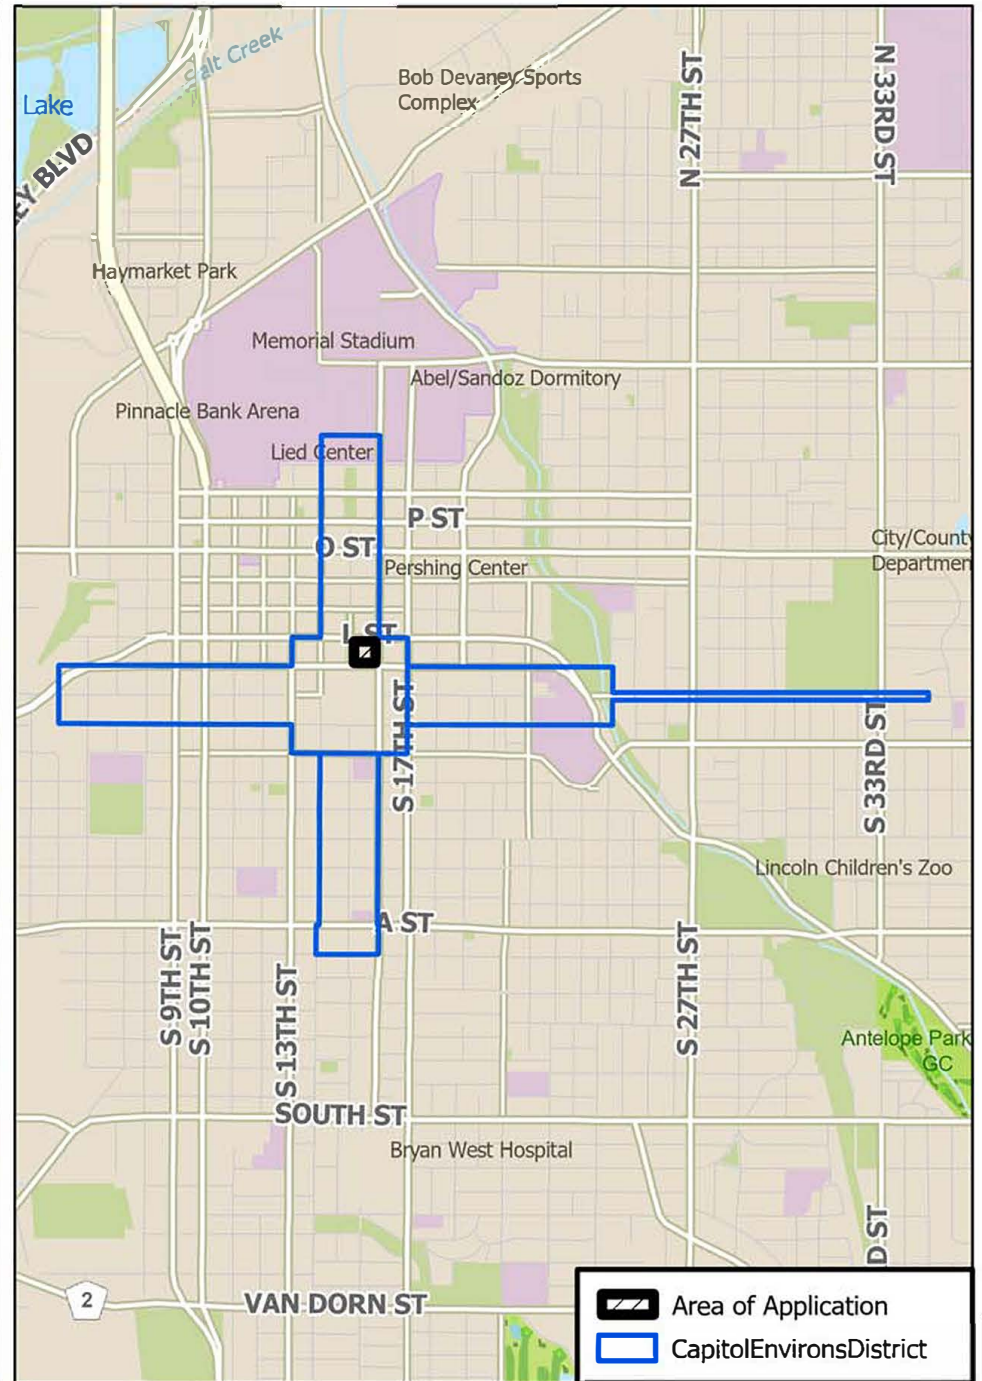 Salt Creek
Lake
EY BLVD
Bob Devaney Sports
Complex
N 27TH ST
N 33RD ST
Haymarket Park
Memorial Stadium
Abel/Sandoz Dormitory
Pinnacle Bank Arena
Lied Center
P ST
O ST
Pershing Center
City/County
Departmen
L ST
S 17TH ST
S 33RD ST
Lincoln Children's Zoo
A ST
S 9TH ST
S 10TH ST
S 13TH ST
S 27TH ST
Antelope Park
GC
SOUTH ST
Bryan West Hospital
D ST
2
VAN DORN ST
Area of Application
CapitolEnvironsDistrict